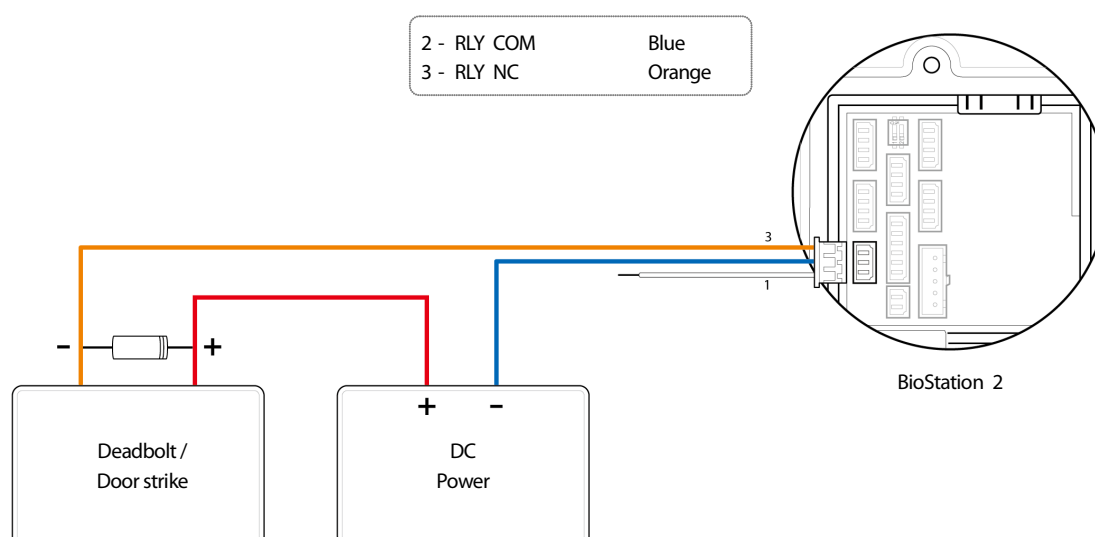 2 - RLY COM Blue
3 - RLY NC Orange
3
1
BioStation 2
- +
+ -
Deadbolt /
Door strike
DC
Power